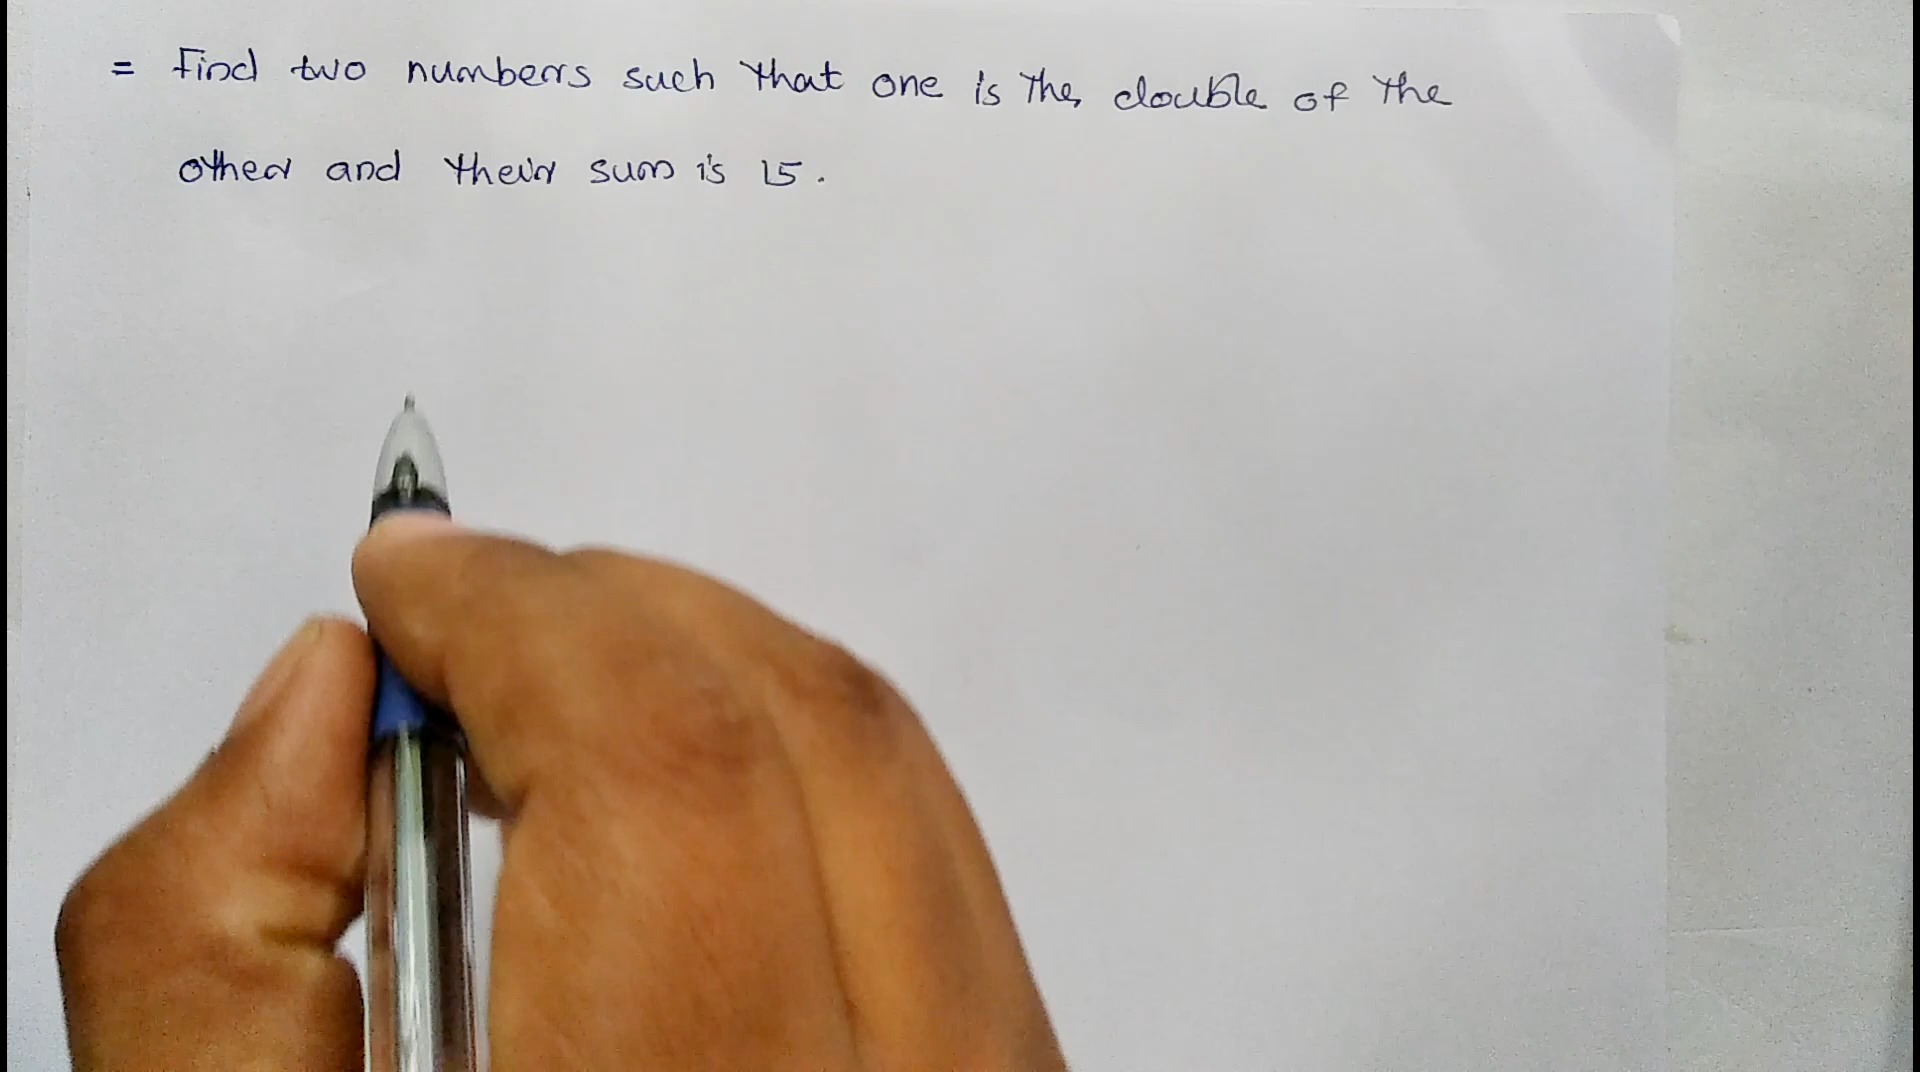 = Find two numbers such that one is the double of the
other and their sum is 15.